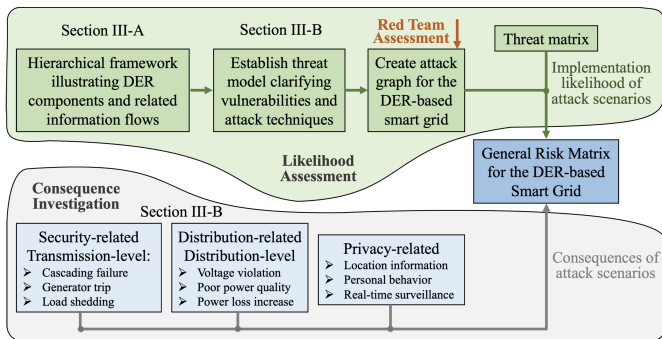 Section III-A
Section III-B
Red Team
Assessment
Threat matrix
Hierarchical framework
illustrating DER
components and related
information flows
Establish threat
model clarifying
vulnerabilities and
attack techniques
Create attack
graph for the
DER-based
smart grid
Implementation
likelihood of
attack scenarios
Likelihood
Assessment
General Risk Matrix
for the DER-based
Smart Grid
Consequence
Investigation
Section III-B
Security-related
Transmission-level:
➢ Cascading failure
➢ Generator trip
➢ Load shedding
Distribution-related
Distribution-level
➢ Voltage violation
➢ Poor power quality
➢ Power loss increase
Privacy-related
➢ Location information
➢ Personal behavior
➢ Real-time surveillance
Consequences of
attack scenarios